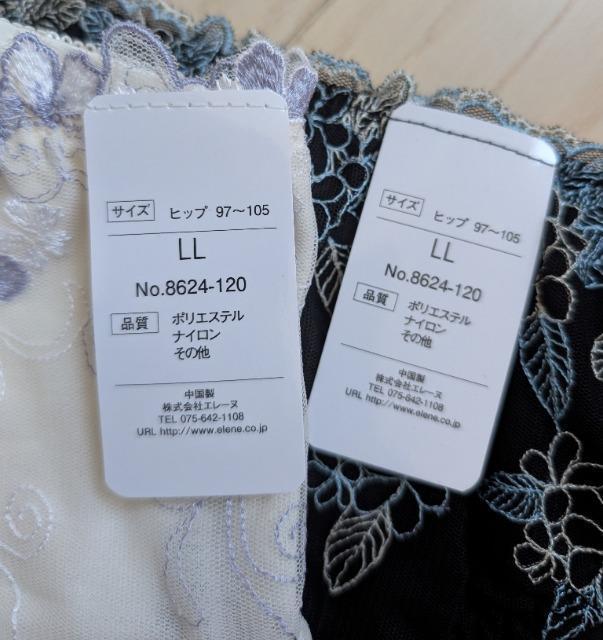 サイズ ヒップ 97〜105
LL
No.8624-120
品質 ポリエステル
ナイロン
その他
中国製
株式会社エレーヌ
TEL 075-642-1108
URL http://www.elene.co.jp
サイズ ヒップ 97〜105
LL
No.8624-120
品質 ポリエステル
ナイロン
その他
中国製
株式会社エレーヌ
TEL 075-642-1108
URL http://www.elene.co.jp